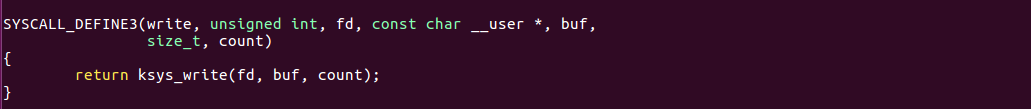 SYSCALL_DEFINE3(write, unsigned int, fd, const char __user *, buf,
                size_t, count)
{
        return ksys_write(fd, buf, count);
}